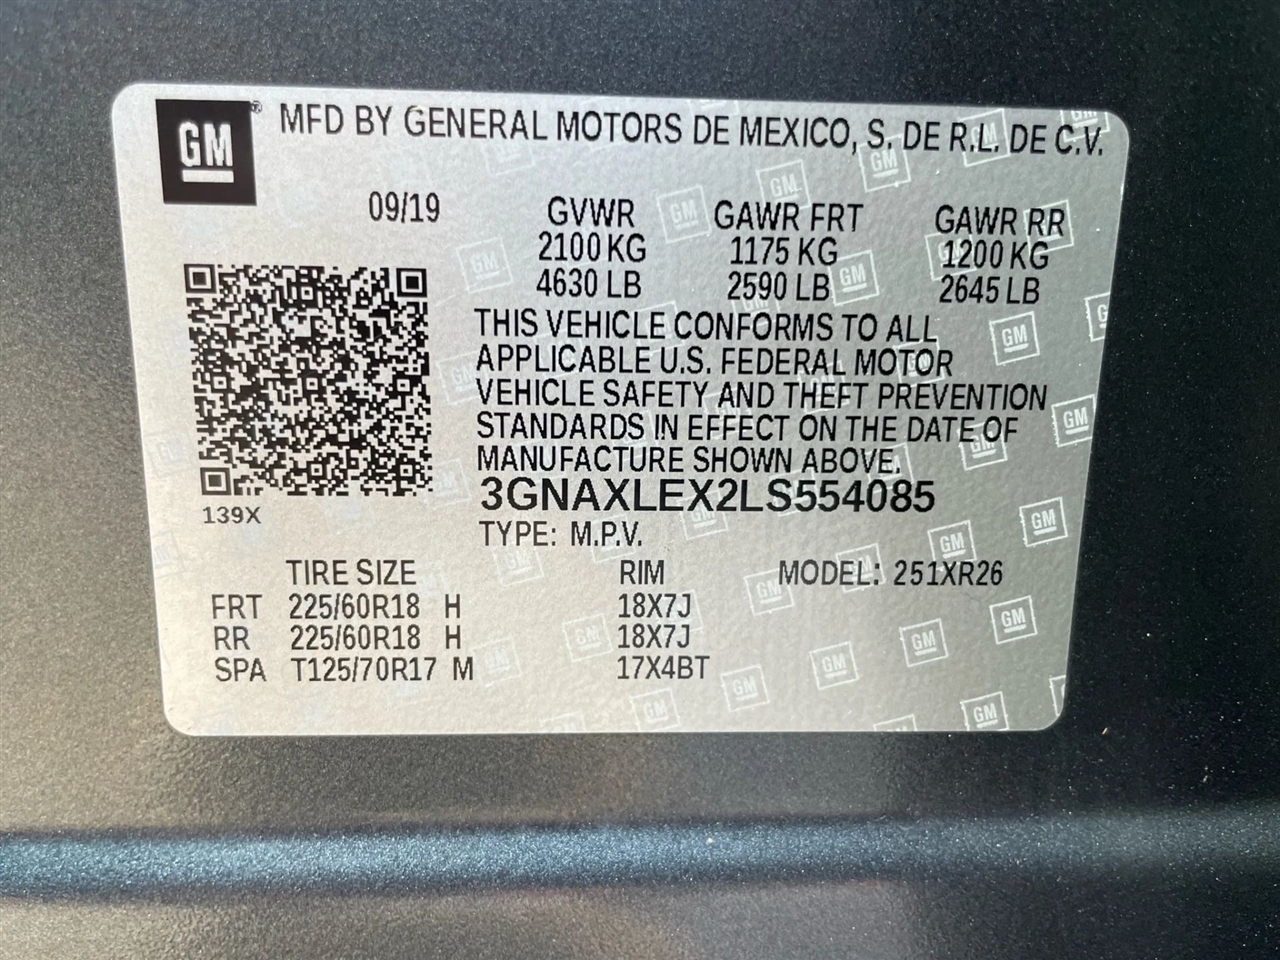 GM® MFD BY GENERAL MOTORS DE MEXICO, S. DE R.L. DE C.V.
09/19 GVWR GAWR FRT GAWR RR
2100 KG 1175 KG 1200 KG
4630 LB 2590 LB 2645 LB
THIS VEHICLE CONFORMS TO ALL
APPLICABLE U.S. FEDERAL MOTOR
VEHICLE SAFETY AND THEFT PREVENTION
STANDARDS IN EFFECT ON THE DATE OF
MANUFACTURE SHOWN ABOVE.
3GNAXLEX2LS554085
139X
TYPE: M.P.V.
TIRE SIZE RIM MODEL: 251XR26
FRT 225/60R18 H 18X7J
RR 225/60R18 H 18X7J
SPA T125/70R17 M 17X4BT